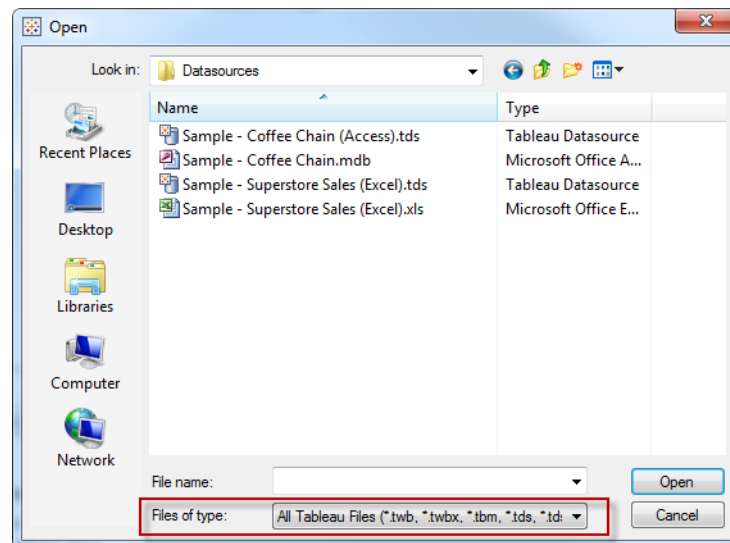 Open
Look in: Datasources
Name Type
Sample - Coffee Chain (Access).tds Tableau Datasource
Sample - Coffee Chain.mdb Microsoft Office A...
Sample - Superstore Sales (Excel).tds Tableau Datasource
Sample - Superstore Sales (Excel).xls Microsoft Office E...
Recent Places
Desktop
Libraries
Computer
Network
File name: Open
Files of type: All Tableau Files (*.twb, *.twbx, *.tbm, *.tds, *.td Cancel